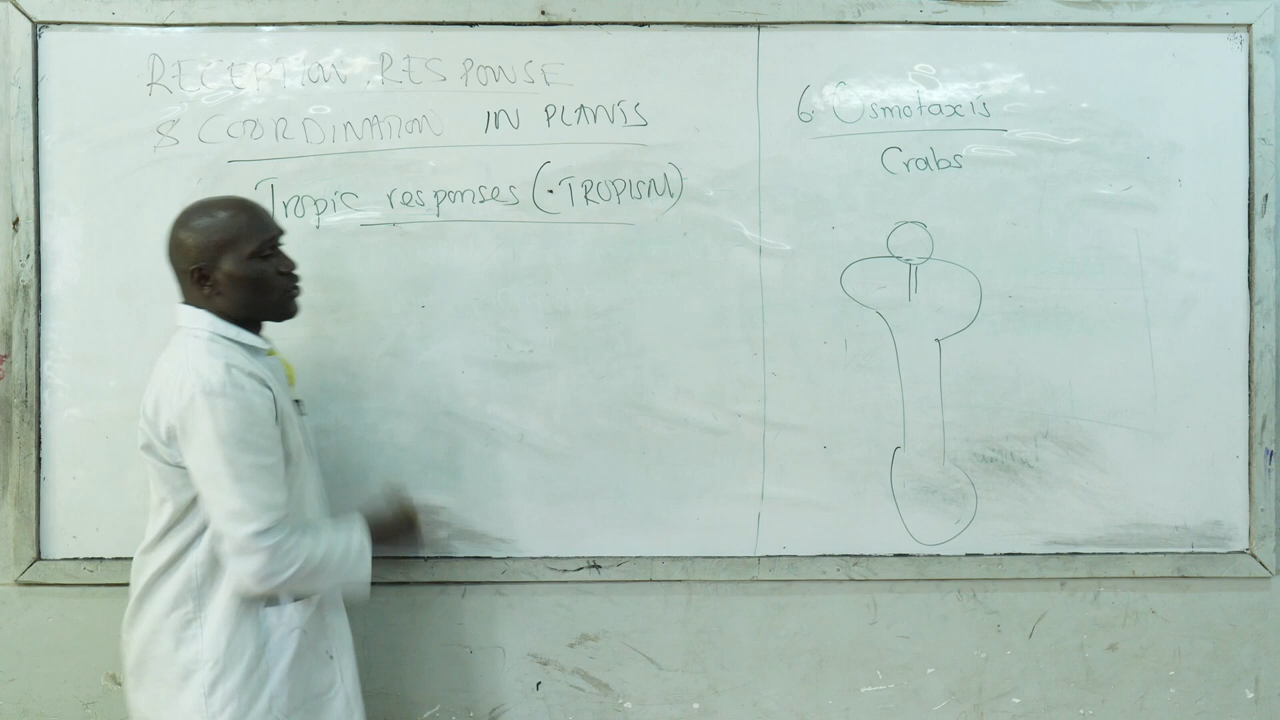 RECEPTION, RESPONSE
& COORDINATION IN PLANTS
Tropic responses (TROPISM)
6. Osmotaxis
Crabs